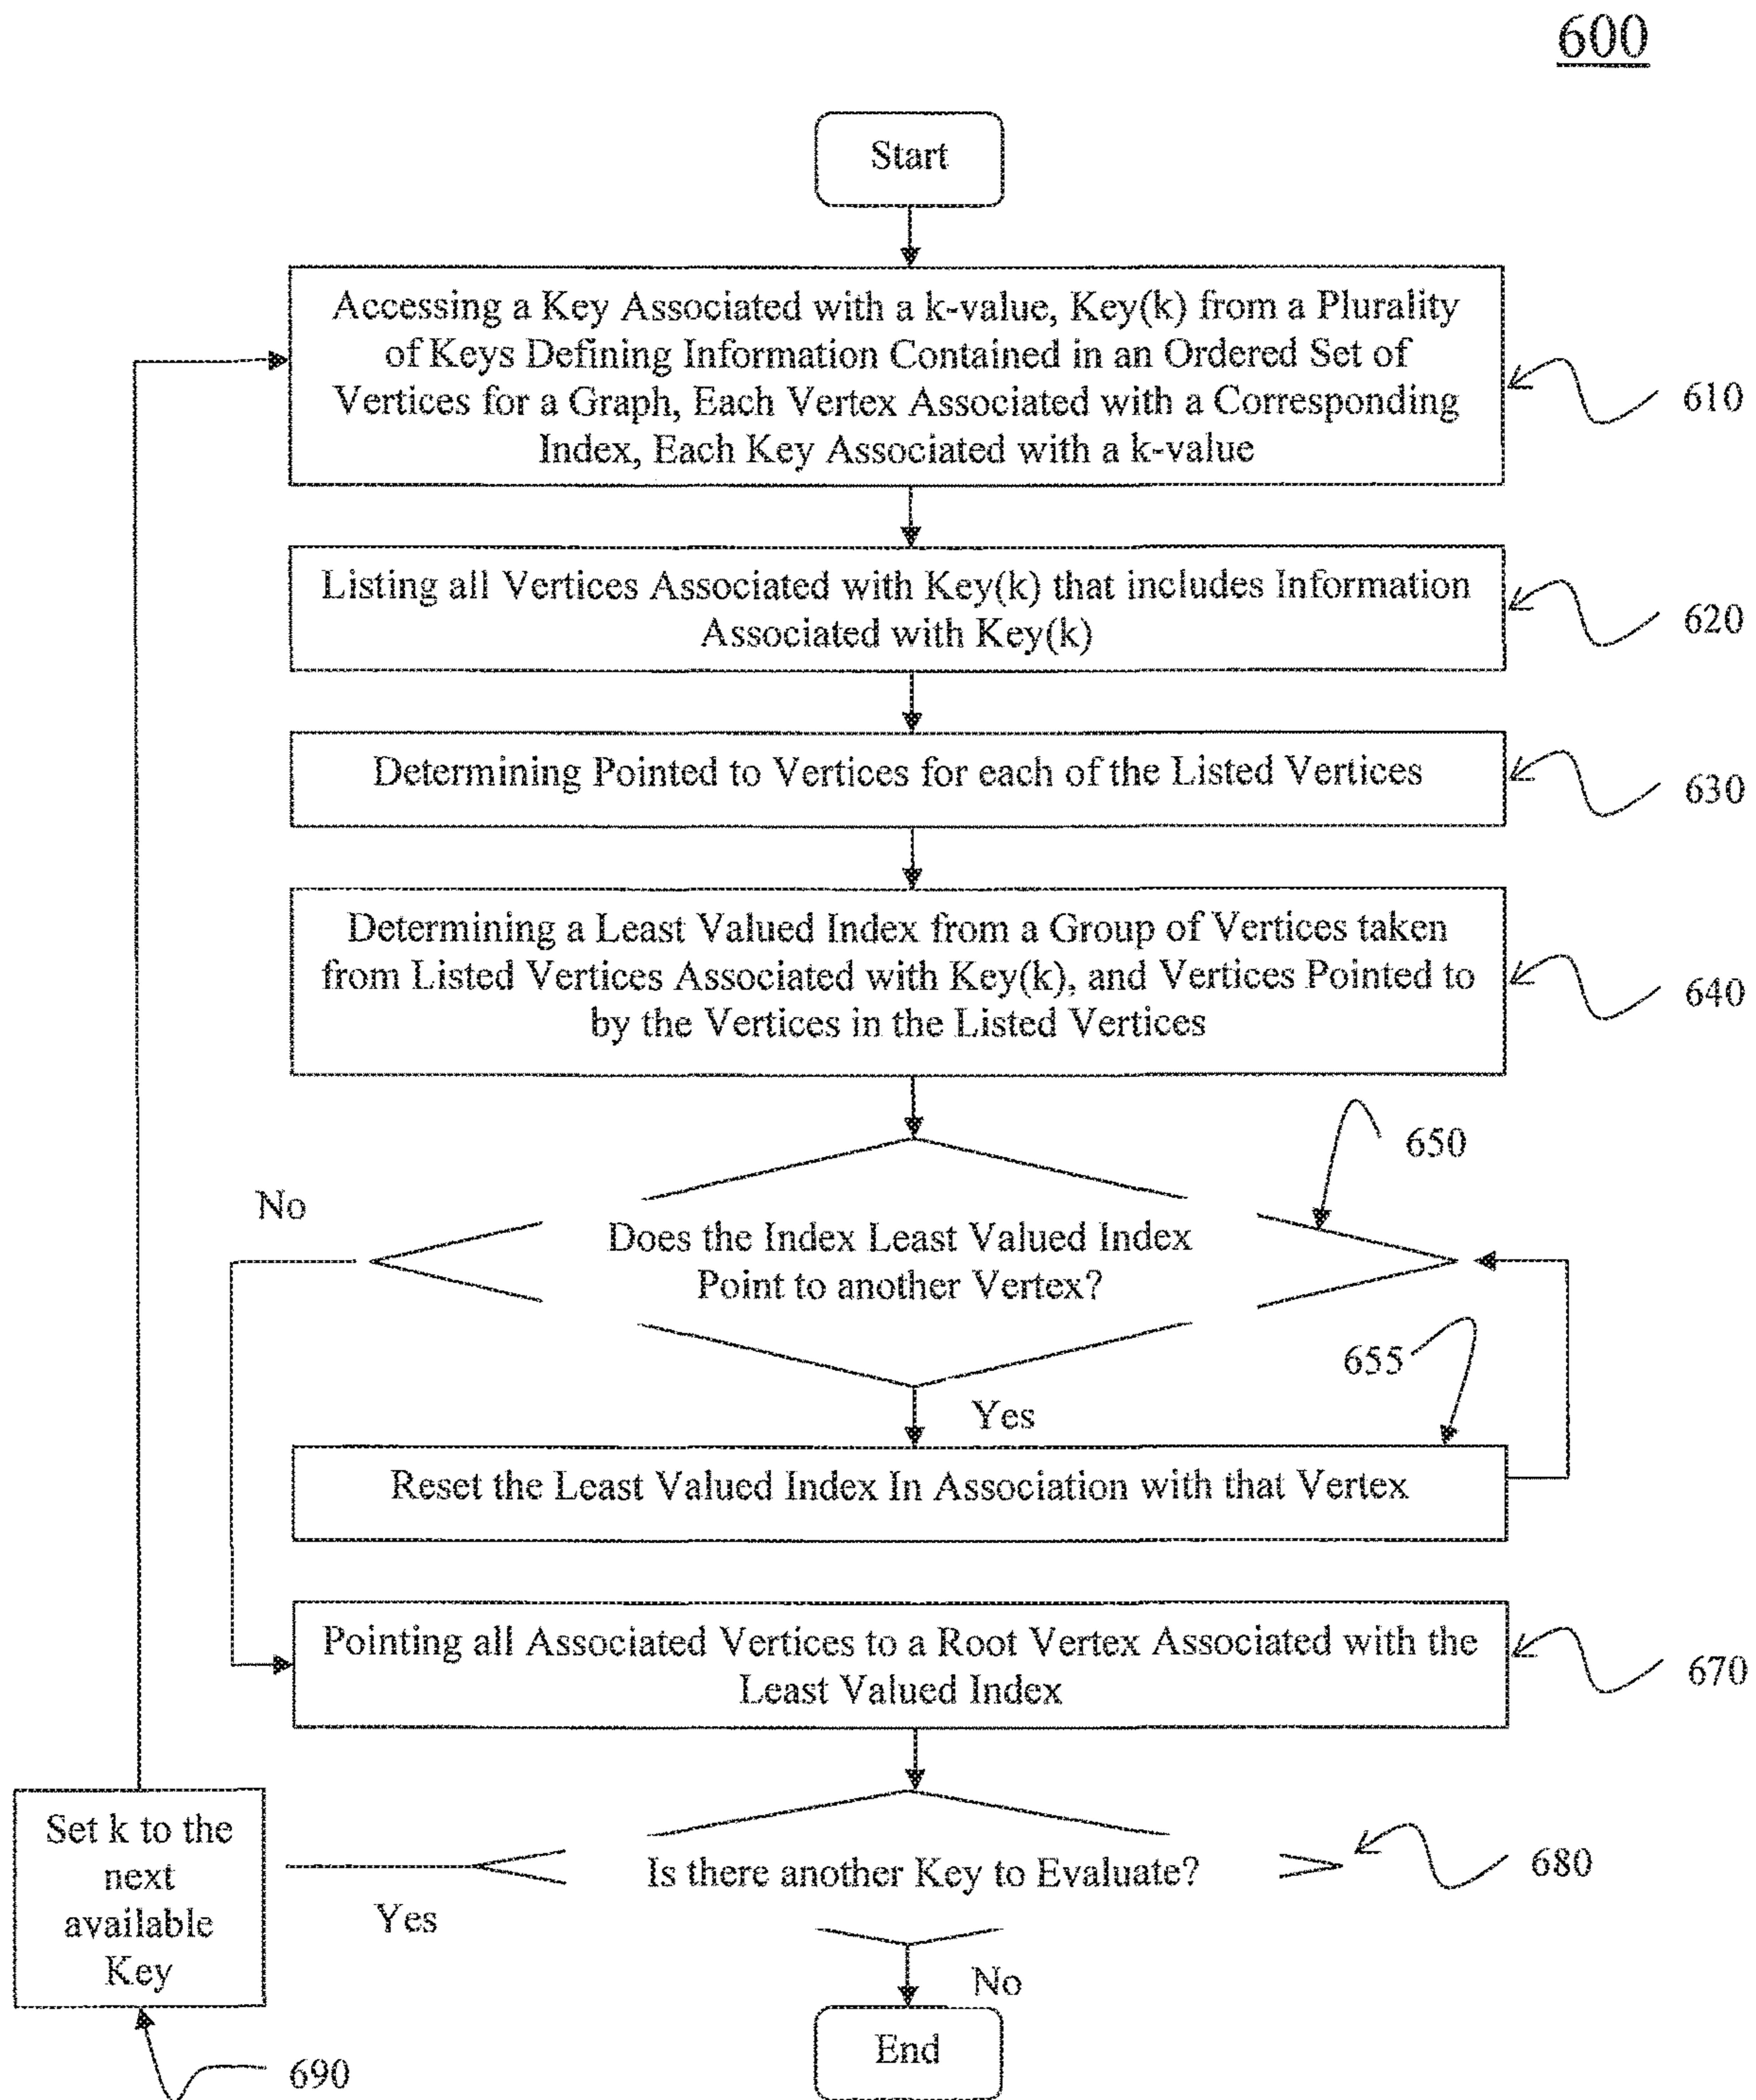 600
Start
Accessing a Key Associated with a k-value, Key(k) from a Plurality
of Keys Defining Information Contained in an Ordered Set of
Vertices for a Graph, Each Vertex Associated with a Corresponding
Index, Each Key Associated with a k-value
610
Listing all Vertices Associated with Key(k) that includes Information
Associated with Key(k)
620
Determining Pointed to Vertices for each of the Listed Vertices
630
Determining a Least Valued Index from a Group of Vertices taken
from Listed Vertices Associated with Key(k), and Vertices Pointed to
by the Vertices in the Listed Vertices
640
650
No
Does the Index Least Valued Index
Point to another Vertex?
655
Yes
Reset the Least Valued Index In Association with that Vertex
Pointing all Associated Vertices to a Root Vertex Associated with the
Least Valued Index
670
Set k to the
next
available
Key
Is there another Key to Evaluate?
680
Yes
No
End
690